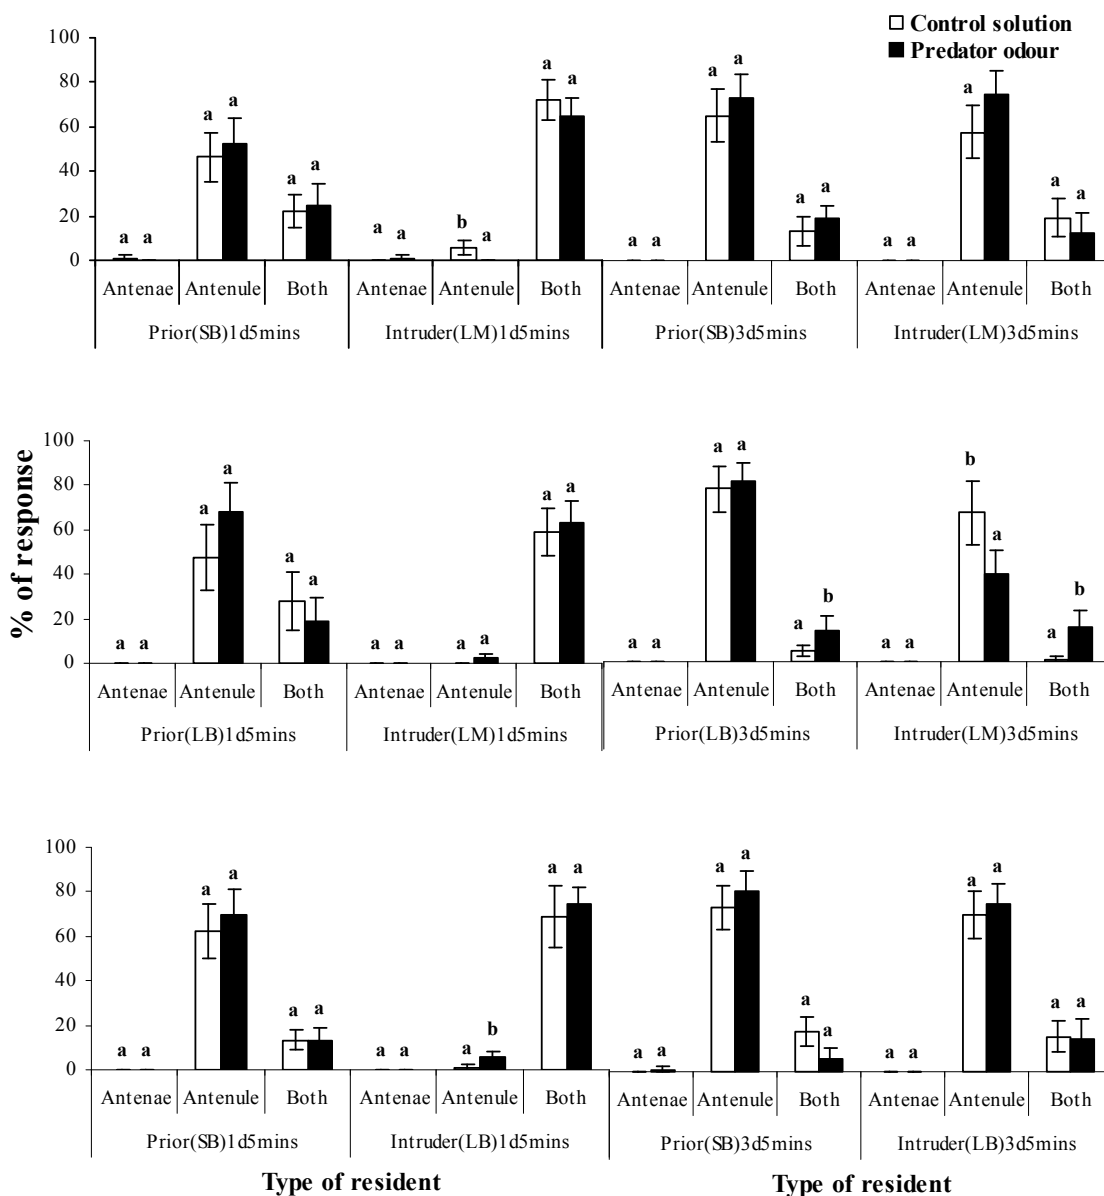 Control solution
Predator odour
100
80
60
40
20
0
a a a a a a
a a b a a a
a a a a a a
a a a a a
Antenae Antenule Both Antenae Antenule Both Antenae Antenule Both Antenae Antenule Both
Prior(SB)1d5mins Intruder(LM)1d5mins Prior(SB)3d5mins Intruder(LM)3d5mins
% of response
100
80
60
40
20
0
a a a a a a
a a a a a
a a a a a b
b a a b
Antenae Antenule Both Antenae Antenule Both Antenae Antenule Both Antenae Antenule Both
Prior(LB)1d5mins Intruder(LM)1d5mins Prior(LB)3d5mins Intruder(LM)3d5mins
100
80
60
40
20
0
a a a a a a
a a a b a a
a a a a a a
a a a a a a
Antenae Antenule Both Antenae Antenule Both Antenae Antenule Both Antenae Antenule Both
Prior(SB)1d5mins Intruder(LB)1d5mins Prior(SB)3d5mins Intruder(LB)3d5mins
Type of resident Type of resident